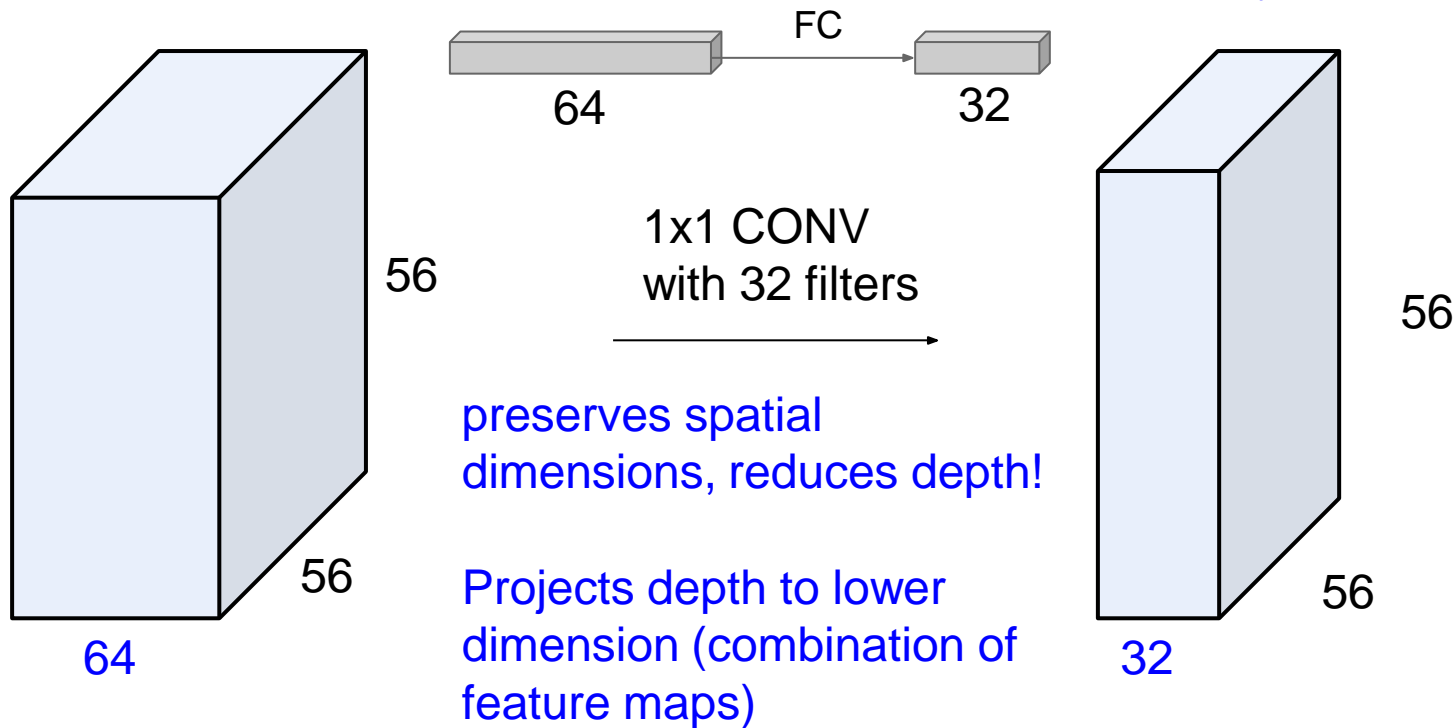 FC
64
32
56
56
64
1x1 CONV
with 32 filters
preserves spatial
dimensions, reduces depth!
Projects depth to lower
dimension (combination of
feature maps)
56
56
32